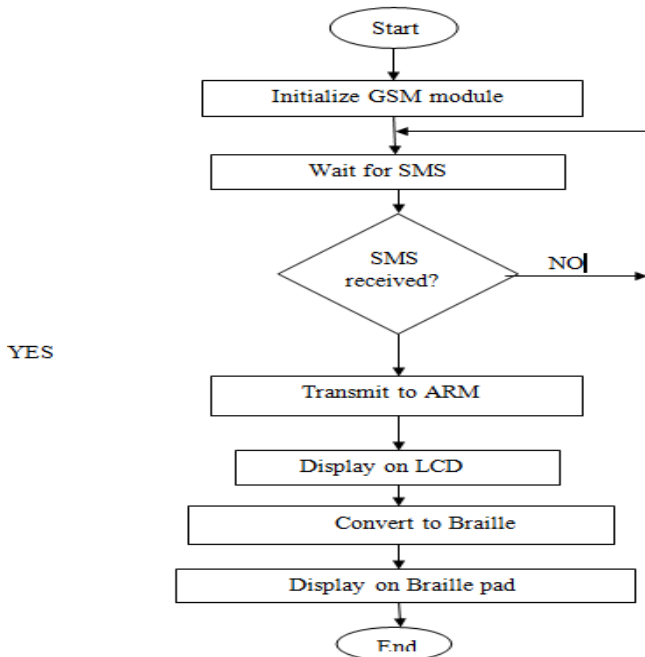 Start
Initialize GSM module
Wait for SMS
SMS
received?
NO
YES
Transmit to ARM
Display on LCD
Convert to Braille
Display on Braille pad
End